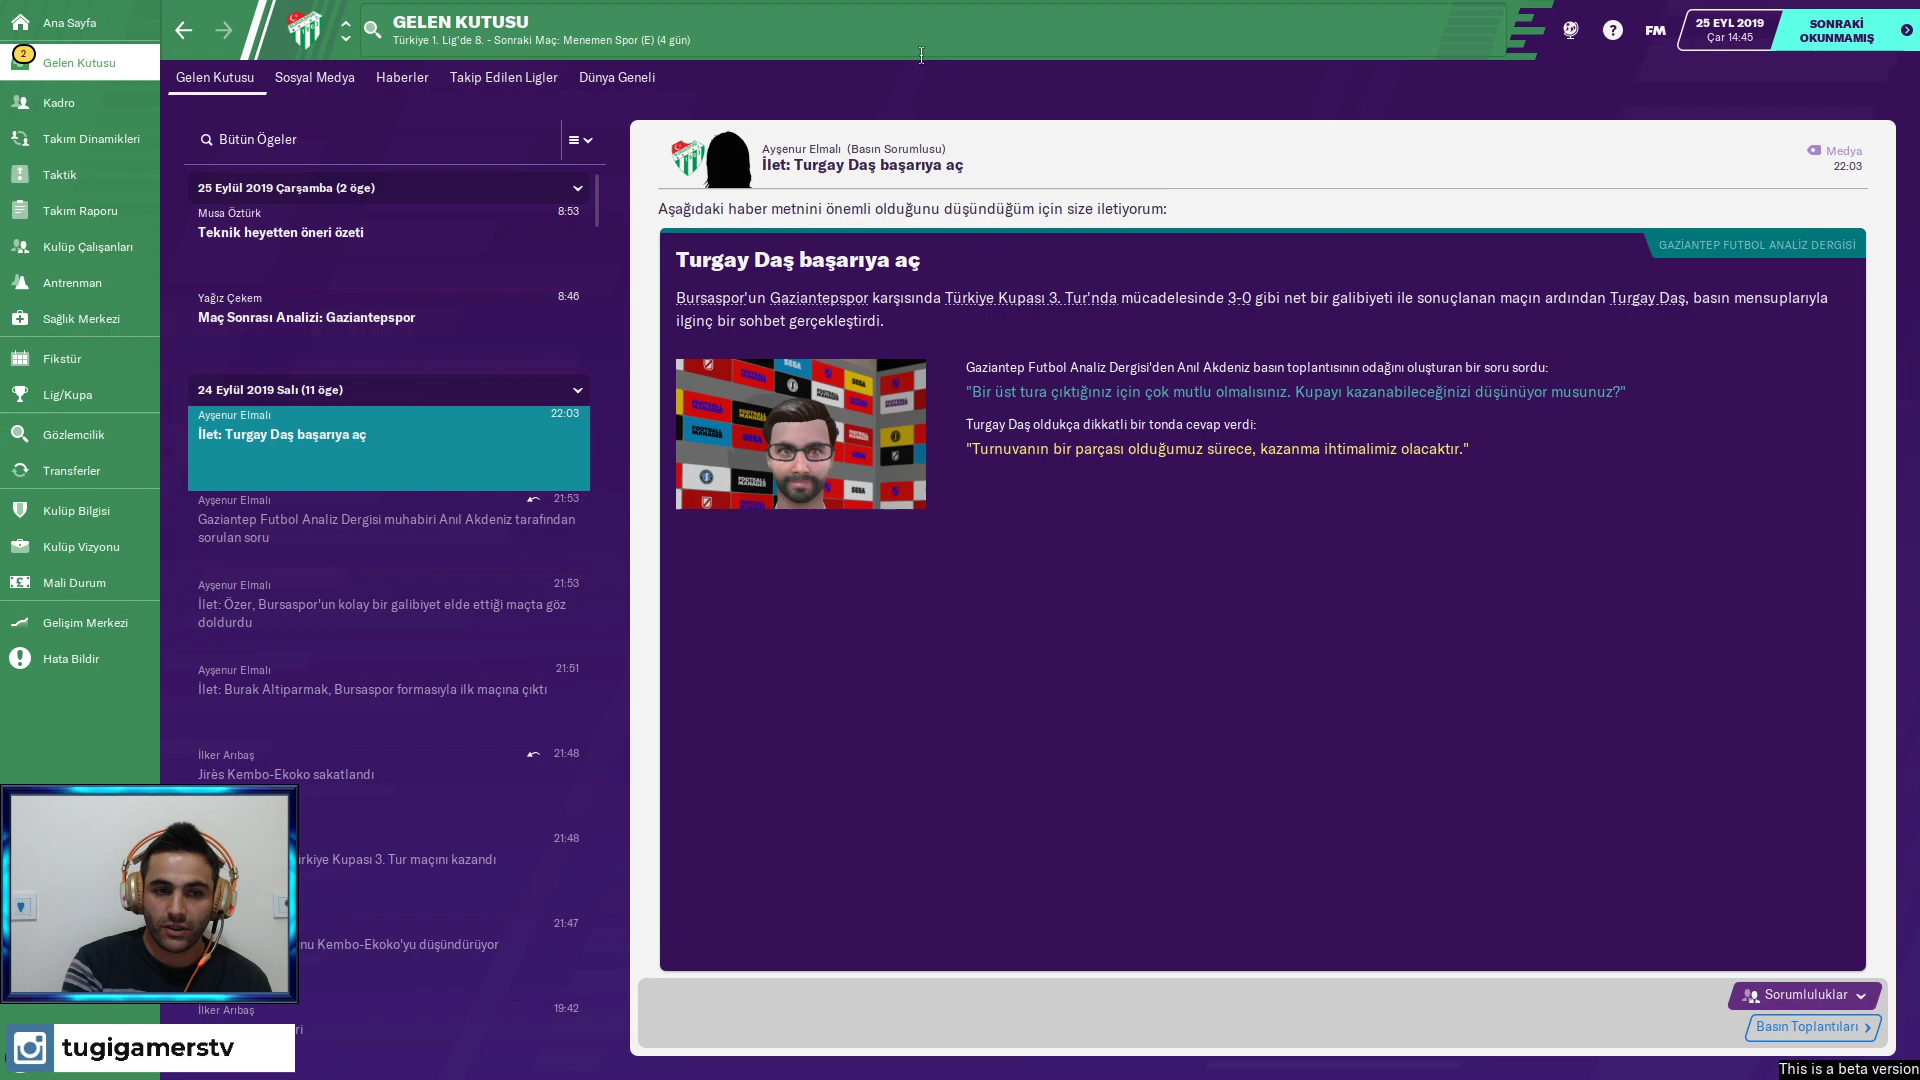 Ana Sayfa
2
Gelen Kutusu
Kadro
Takım Dinamikleri
Taktik
Takım Raporu
Kulüp Çalışanları
Antrenman
Sağlık Merkezi
Fikstür
Lig/Kupa
Gözlemcilik
Transferler
Kulüp Bilgisi
Kulüp Vizyonu
Mali Durum
Gelişim Merkezi
Hata Bildir
GELEN KUTUSU
Türkiye 1. Lig'de 8. - Sonraki Maç: Menemen Spor (E) (4 gün)
FM
25 EYL 2019
Çar 14:45
SONRAKİ
OKUNMAMIŞ
Gelen Kutusu
Sosyal Medya
Haberler
Takip Edilen Ligler
Dünya Geneli
Bütün Ögeler
25 Eylül 2019 Çarşamba (2 öge)
Musa Öztürk 8:53
Teknik heyetten öneri özeti
Yağız Çekem 8:46
Maç Sonrası Analizi: Gaziantepspor
24 Eylül 2019 Salı (11 öge)
Ayşenur Elmalı 22:03
İlet: Turgay Daş başarıya aç
Ayşenur Elmalı 21:53
Gaziantep Futbol Analiz Dergisi muhabiri Anıl Akdeniz tarafından
sorulan soru
Ayşenur Elmalı 21:53
İlet: Özer, Bursaspor'un kolay bir galibiyet elde ettiği maçta göz
doldurdu
Ayşenur Elmalı 21:51
İlet: Burak Altiparmak, Bursaspor formasıyla ilk maçına çıktı
İlker Arıbaş 21:48
Jirès Kembo-Ekoko sakatlandı
21:48
irkiye Kupası 3. Tur maçını kazandı
21:47
nu Kembo-Ekoko'yu düşündürüyor
İlker Arıbaş 19:42
ri
Ayşenur Elmalı (Basın Sorumlusu)
İlet: Turgay Daş başarıya aç
Medya
22:03
Aşağıdaki haber metnini önemli olduğunu düşündüğüm için size iletiyorum:
GAZİANTEP FUTBOL ANALİZ DERGİSİ
Turgay Daş başarıya aç
Bursaspor'un Gaziantepspor karşısında Türkiye Kupası 3. Tur'nda mücadelesinde 3-0 gibi net bir galibiyeti ile sonuçlanan maçın ardından Turgay Daş, basın mensuplarıyla
ilginç bir sohbet gerçekleştirdi.
Gaziantep Futbol Analiz Dergisi'den Anıl Akdeniz basın toplantısının odağını oluşturan bir soru sordu:
"Bir üst tura çıktığınız için çok mutlu olmalısınız. Kupayı kazanabileceğinizi düşünüyor musunuz?"
Turgay Daş oldukça dikkatli bir tonda cevap verdi:
"Turnuvanın bir parçası olduğumuz sürece, kazanma ihtimalimiz olacaktır."
Sorumluluklar
Basın Toplantıları
tugigamerstv
This is a beta version